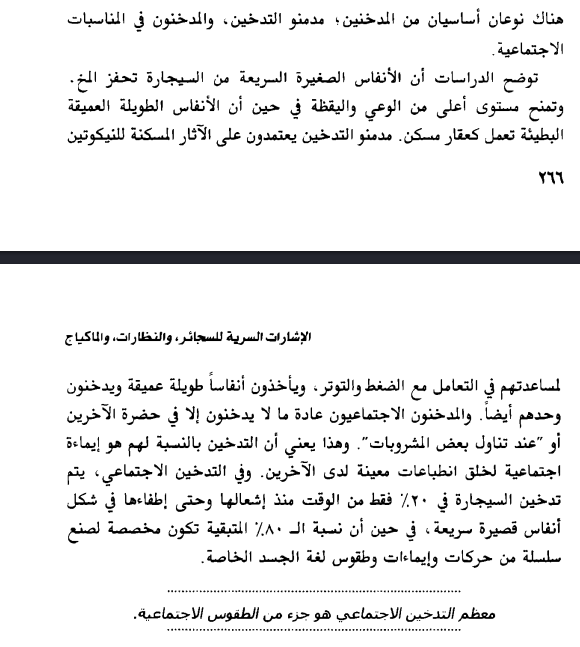 هناك نوعان أساسيان من المدخنين؛ مدمنو التدخين، والمدخنون في المناسبات
الاجتماعية.
توضح الدراسات أن الأنفاس الصغيرة السريعة من السيجارة تحفز المخ.
وتمنح مستوى أعلى من الوعي واليقظة في حين أن الأنفاس الطويلة العميقة
البطيئة تعمل كعقار مسكن. مدمنو التدخين يعتمدون على الآثار المسكنة للنيكوتين
٢٦٦
الإشارات السرية للسجائر، والنظارات، والماكياج
لمساعدتهم في التعامل مع الضغط والتوتر، ويأخذون أنفاساً طويلة عميقة ويدخنون
وحدهم أيضاً. والمدخنون الاجتماعيون عادة ما لا يدخنون إلا في حضرة الآخرين
أو "عند تناول بعض المشروبات". وهذا يعني أن التدخين بالنسبة لهم هو إيماءة
اجتماعية لخلق انطباعات معينة لدى الآخرين. وفي التدخين الاجتماعي، يتم
تدخين السيجارة في ٢٠٪ فقط من الوقت منذ إشعالها وحتى إطفاءها في شكل
أنفاس قصيرة سريعة، في حين أن نسبة الـ ٨٠٪ المتبقية تكون مخصصة لصنع
سلسلة من حركات وإيماءات وطقوس لغة الجسد الخاصة.
معظم التدخين الاجتماعي هو جزء من الطقوس الاجتماعية.